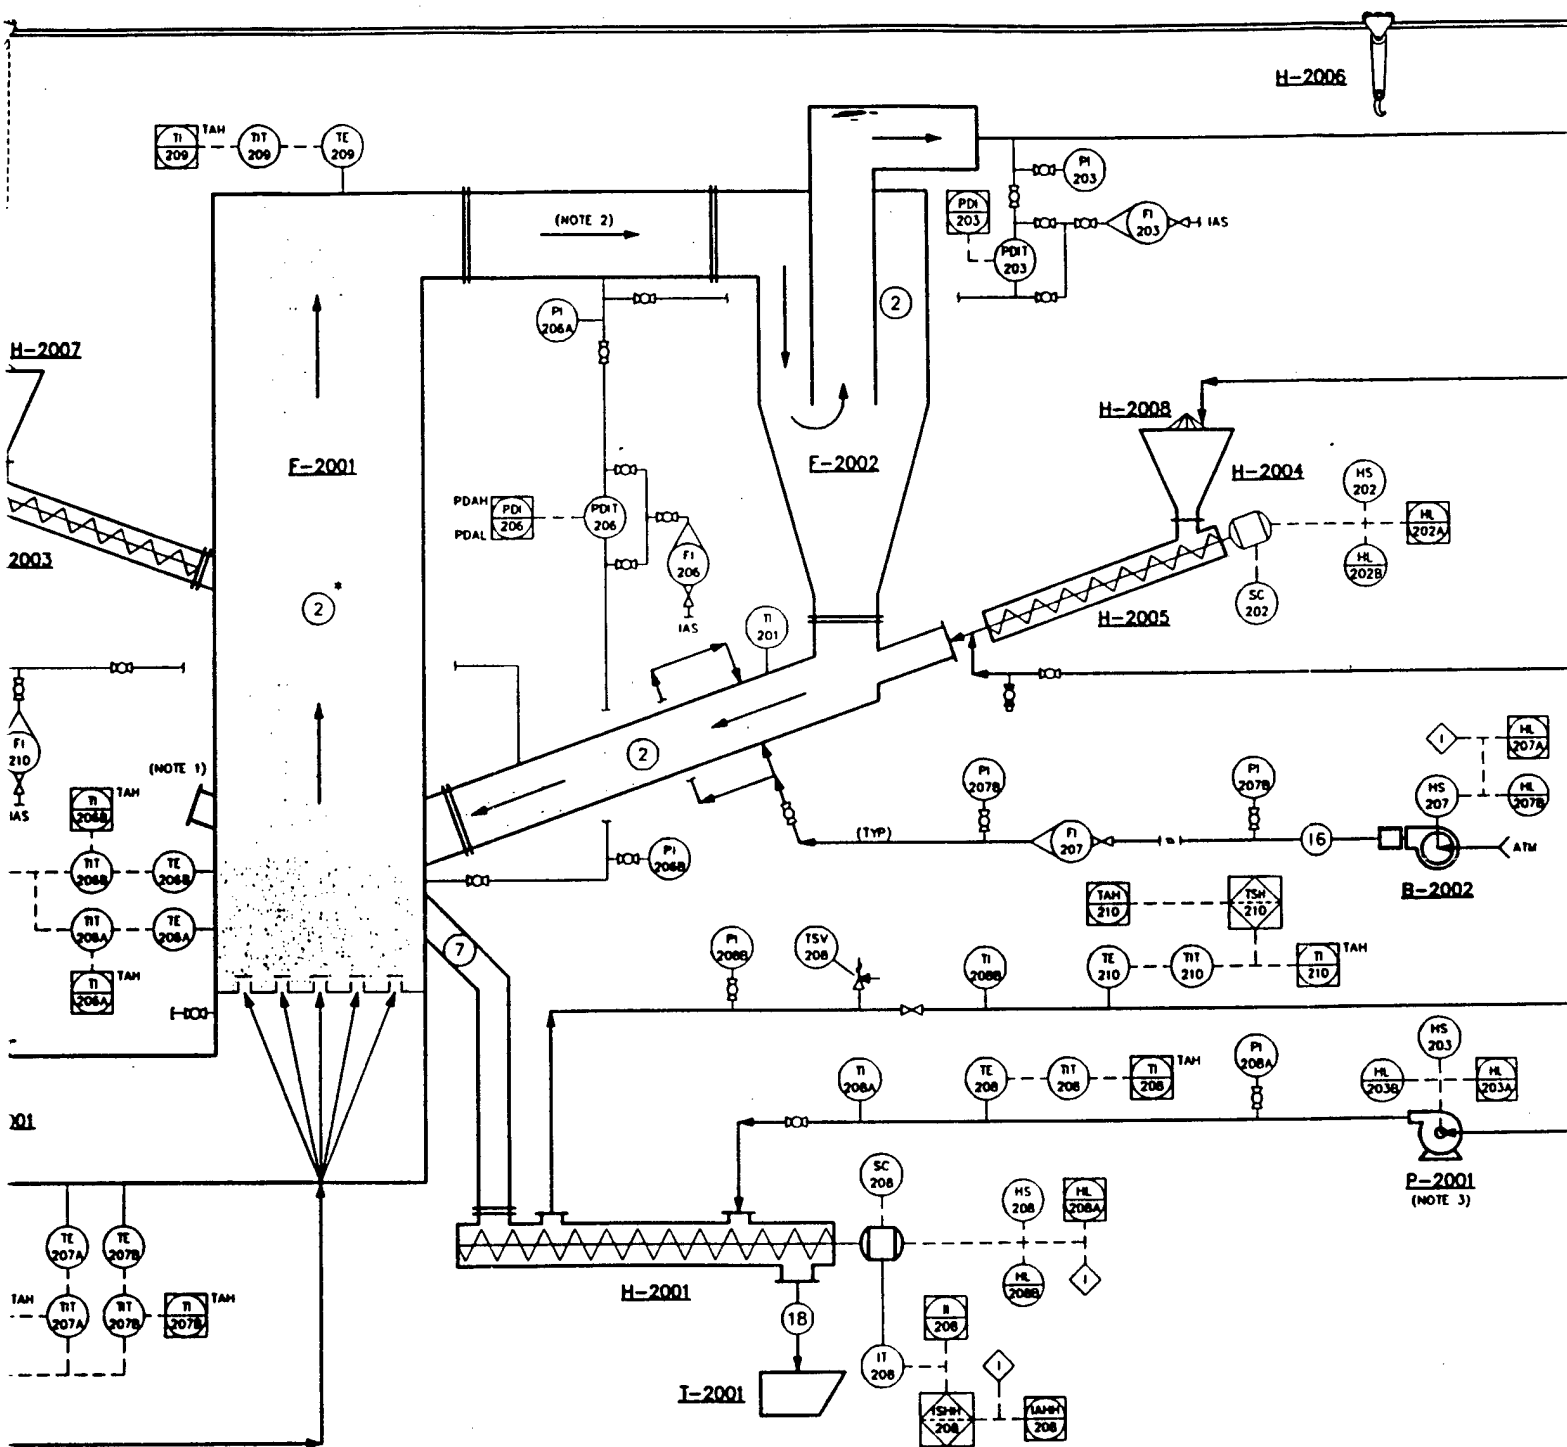 H-2006
TI
209
TAH
TIT
209
TE
209
PI
203
(NOTE 2)
PDI
203
FI
203
IAS
PDIT
203
2
PI
206A
H-2007
H-2008
F-2001
F-2002
H-2004
HS
202
PDAH
PDI
206
PDAL
PDIT
206
HL
202A
2003
FI
206
HL
202B
SC
202
2*
IAS
TI
201
H-2005
FI
210
IAS
(NOTE 1)
2
I
HL
207A
TI
206B
TAH
PI
207B
PI
207B
HS
207
HL
207B
(TYP)
FI
207
16
ATM
TIT
206B
TE
206B
PI
206B
B-2002
TAH
210
TSH
210
TIT
206A
TE
206A
7
PI
208B
TSV
208
TI
208B
TE
210
TIT
210
TI
210
TAH
TI
206A
TAH
HS
203
TI
208A
TE
208
TIT
208
TI
208
TAH
PI
208A
HL
203B
HL
203A
P-2001
(NOTE 3)
SC
208
HS
208
HL
208A
TE
207A
TE
207B
H-2001
HL
208B
I
TAH
TIT
207A
TIT
207B
TI
207B
TAH
18
II
208
IT
208
I
T-2001
ISHH
208
IAHH
208